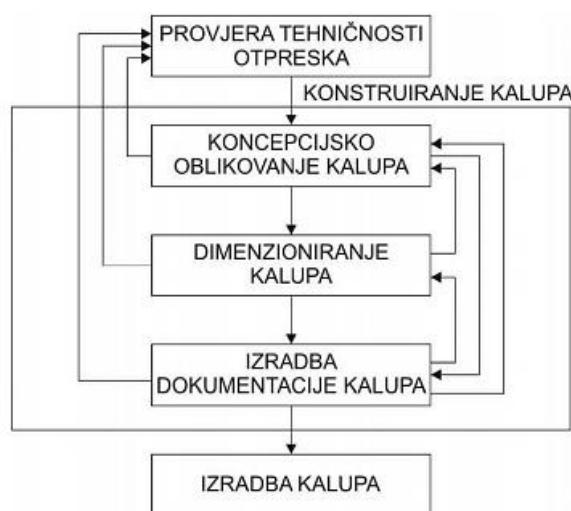 PROVJERA TEHNIČNOSTI
OTPRESKA
KONSTRUIRANJE KALUPA
KONCEPCIJSKO
OBLIKOVANJE KALUPA
DIMENZIONIRANJE
KALUPA
IZRADBA
DOKUMENTACIJE KALUPA
IZRADBA KALUPA